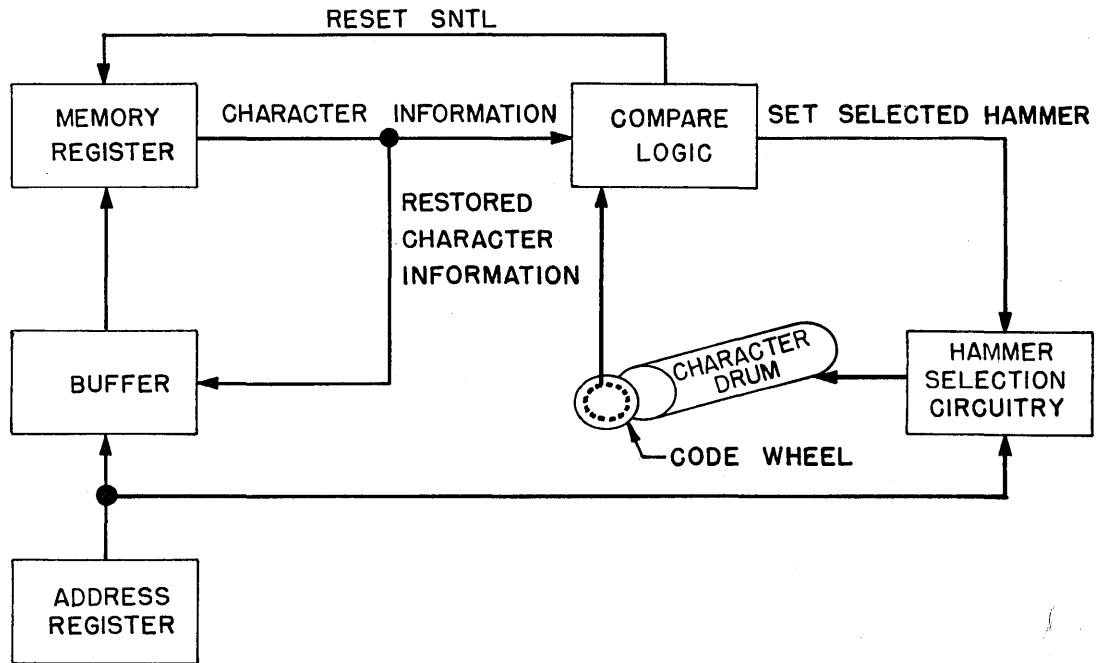 RESET SNTL
MEMORY
REGISTER
CHARACTER INFORMATION
COMPARE
LOGIC
SET SELECTED HAMMER
RESTORED
CHARACTER
INFORMATION
BUFFER
CHARACTER
DRUM
HAMMER
SELECTION
CIRCUITRY
CODE WHEEL
ADDRESS
REGISTER